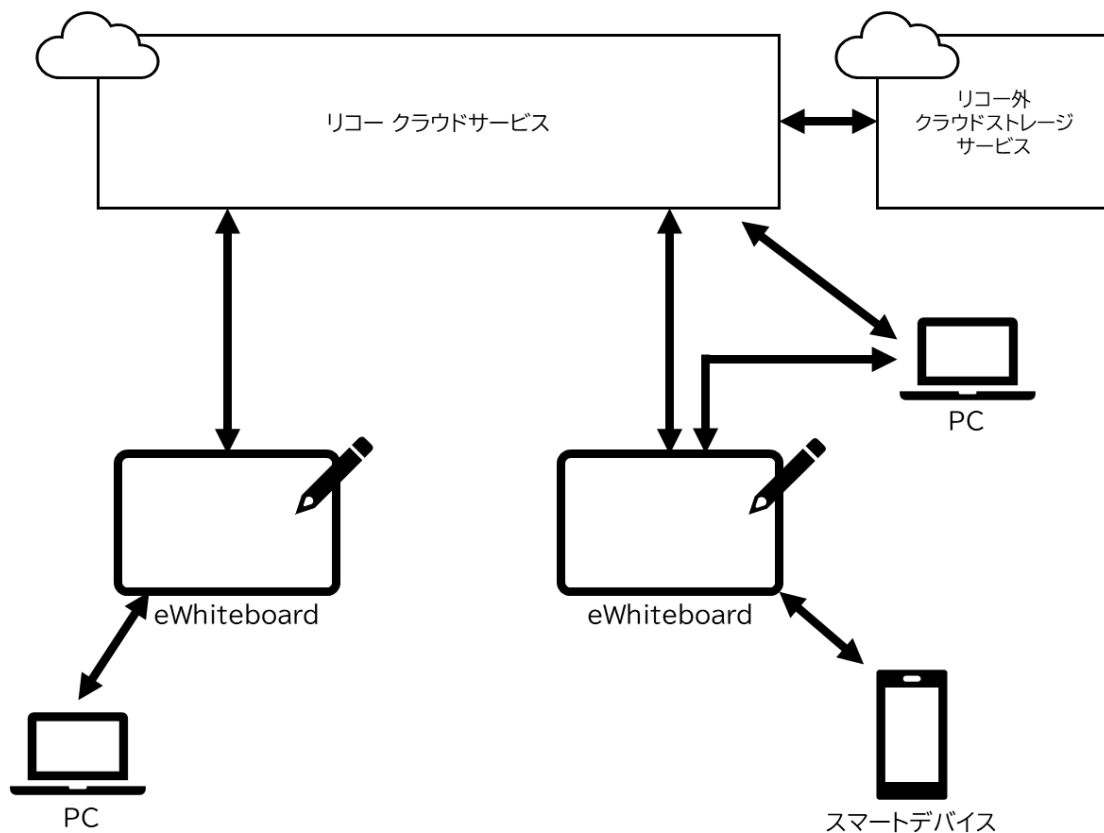 リコー クラウドサービス
リコー外
クラウドストレージ
サービス
PC
eWhiteboard
eWhiteboard
PC
スマートデバイス